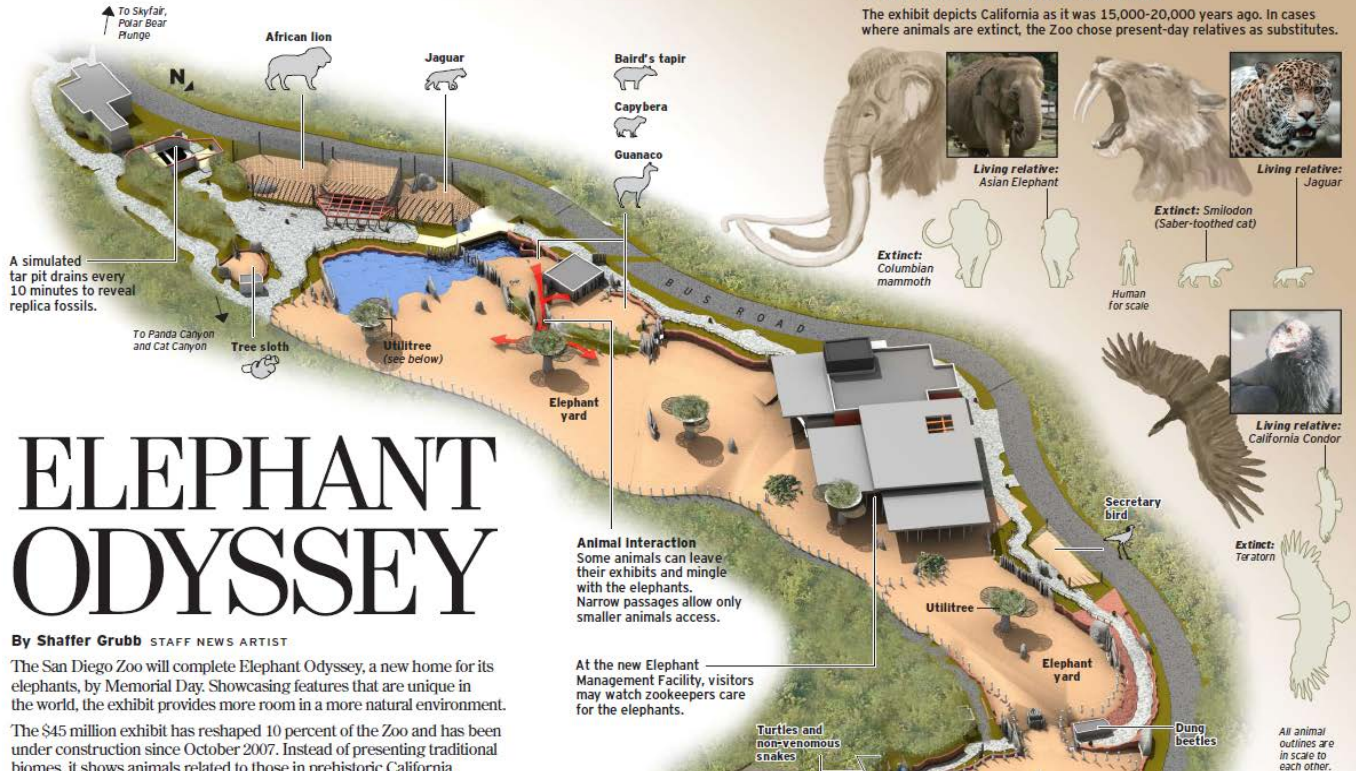 To Skyfair,
Polar Bear
Plunge
N
African lion
Jaguar
Baird's tapir
Capybera
Guanaco
The exhibit depicts California as it was 15,000-20,000 years ago. In cases
where animals are extinct, the Zoo chose present-day relatives as substitutes.
Living relative:
Asian Elephant
Extinct:
Columbian
mammoth
Living relative:
Jaguar
Extinct: Smilodon
(Saber-toothed cat)
Human
for scale
Living relative:
California Condor
Extinct:
Teratorn
All animal
outlines are
in scale to
each other.
A simulated
tar pit drains every
10 minutes to reveal
replica fossils.
To Panda Canyon
and Cat Canyon
Tree sloth
Utilitree
(see below)
Elephant
yard
BUS ROAD
Secretary
bird
Utilitree
Elephant
yard
Dung
beetles
Turtles and
non-venomous
snakes
Animal interaction
Some animals can leave
their exhibits and mingle
with the elephants.
Narrow passages allow only
smaller animals access.
At the new Elephant
Management Facility, visitors
may watch zookeepers care
for the elephants.
ELEPHANT
ODYSSEY
By Shaffer Grubb STAFF NEWS ARTIST
The San Diego Zoo will complete Elephant Odyssey, a new home for its
elephants, by Memorial Day. Showcasing features that are unique in
the world, the exhibit provides more room in a more natural environment.
The $45 million exhibit has reshaped 10 percent of the Zoo and has been
under construction since October 2007. Instead of presenting traditional
biomes, it shows animals related to those in prehistoric California.